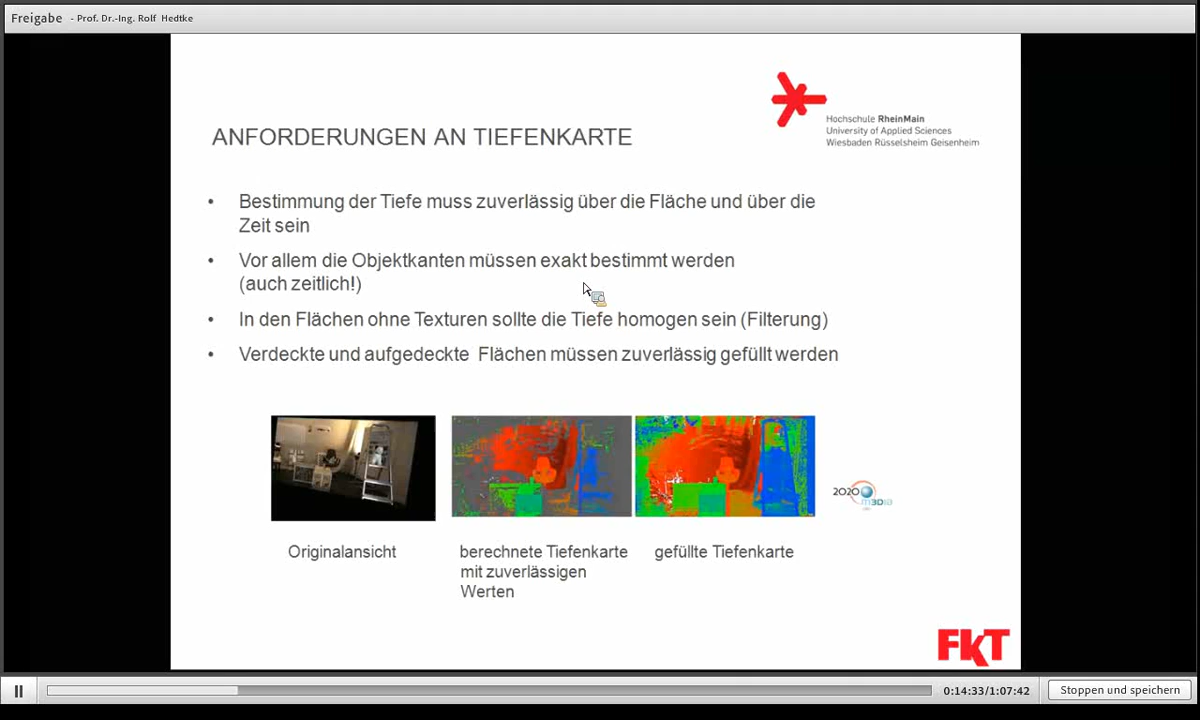 Freigabe - Prof. Dr.-Ing. Rolf Hedtke
Hochschule RheinMain
University of Applied Sciences
Wiesbaden Rüsselsheim Geisenheim
ANFORDERUNGEN AN TIEFENKARTE
• Bestimmung der Tiefe muss zuverlässig über die Fläche und über die
Zeit sein
• Vor allem die Objektkanten müssen exakt bestimmt werden
(auch zeitlich!)
• In den Flächen ohne Texturen sollte die Tiefe homogen sein (Filterung)
• Verdeckte und aufgedeckte Flächen müssen zuverlässig gefüllt werden
2020
Originalansicht
berechnete Tiefenkarte
mit zuverlässigen
Werten
gefüllte Tiefenkarte
FKT
0:14:33/1:07:42
Stoppen und speichern